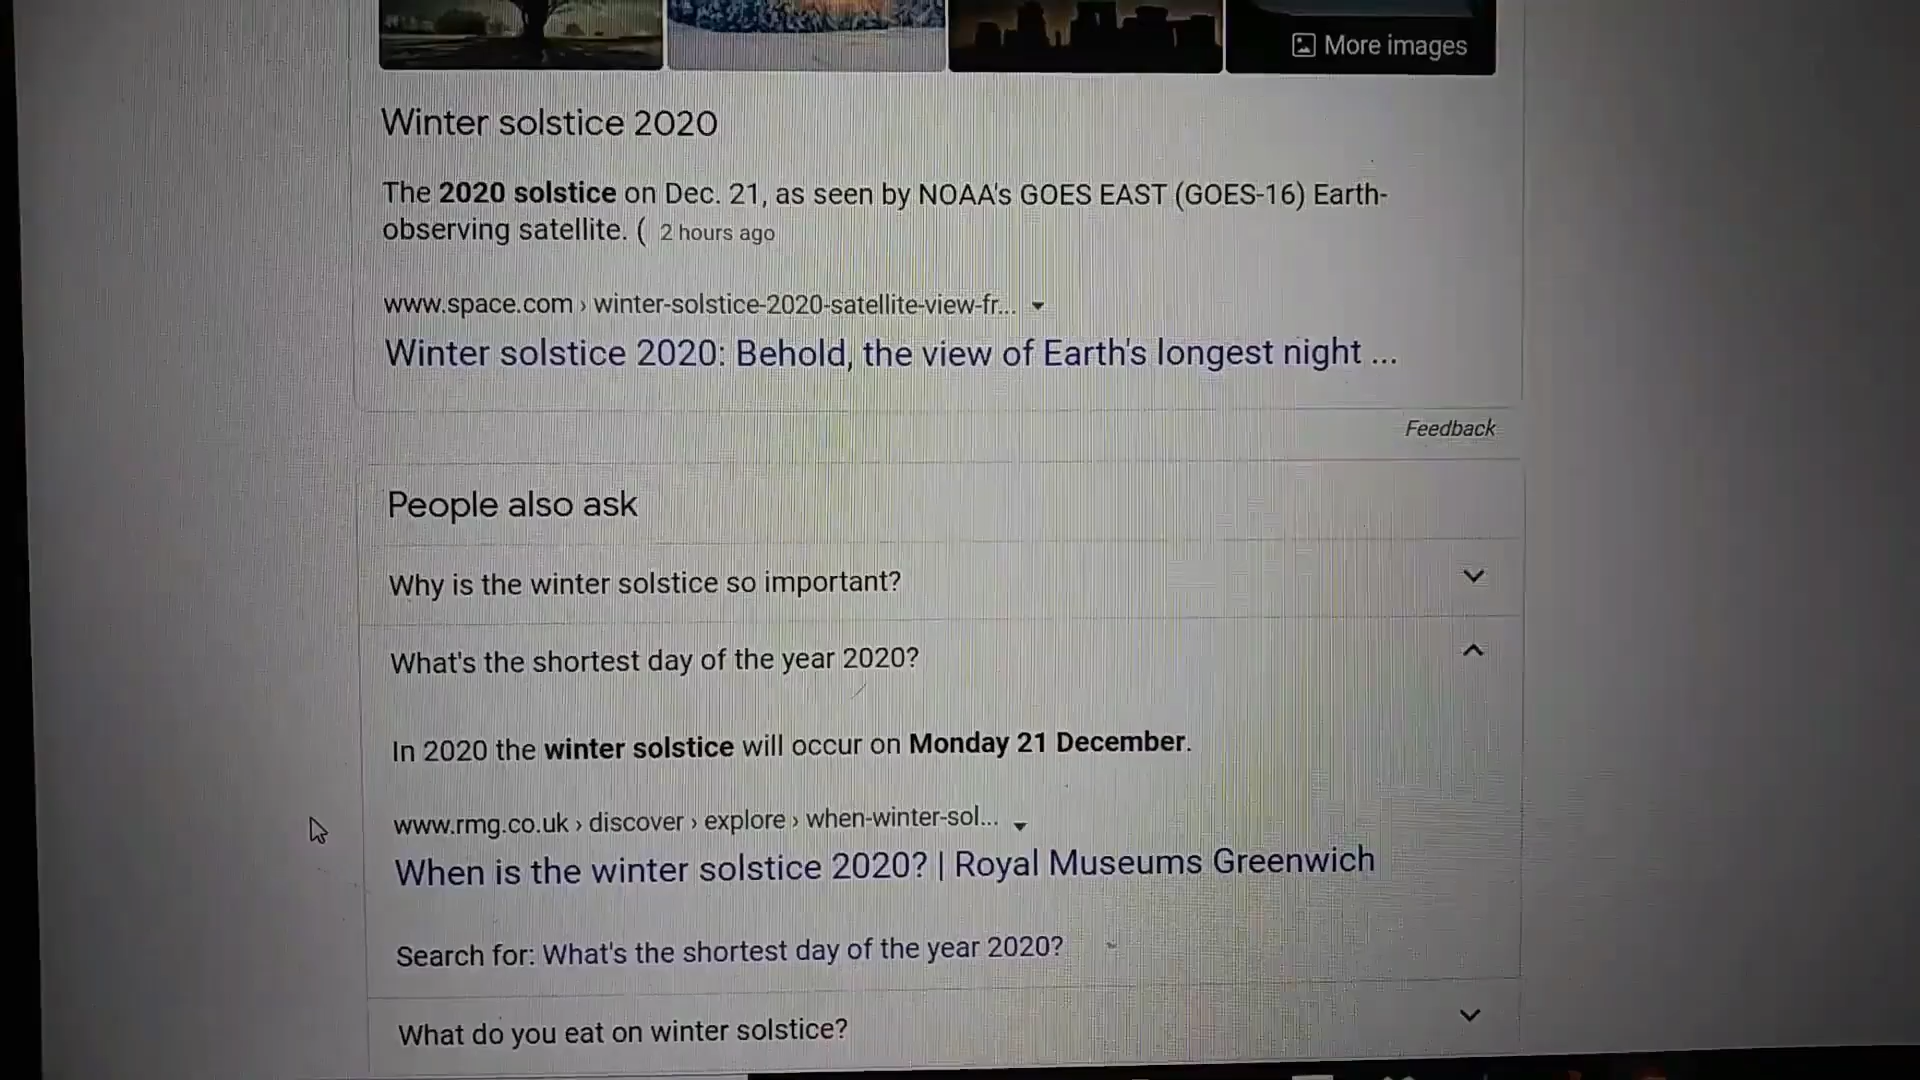 More images
Winter solstice 2020
The 2020 solstice on Dec. 21, as seen by NOAA's GOES EAST (GOES-16) Earth-
observing satellite. ( 2 hours ago
www.space.com › winter-solstice-2020-satellite-view-fr...
Winter solstice 2020: Behold, the view of Earth's longest night ...
Feedback
People also ask
Why is the winter solstice so important?
What's the shortest day of the year 2020?
In 2020 the winter solstice will occur on Monday 21 December.
www.rmg.co.uk › discover › explore › when-winter-sol...
When is the winter solstice 2020? | Royal Museums Greenwich
Search for: What's the shortest day of the year 2020?
What do you eat on winter solstice?